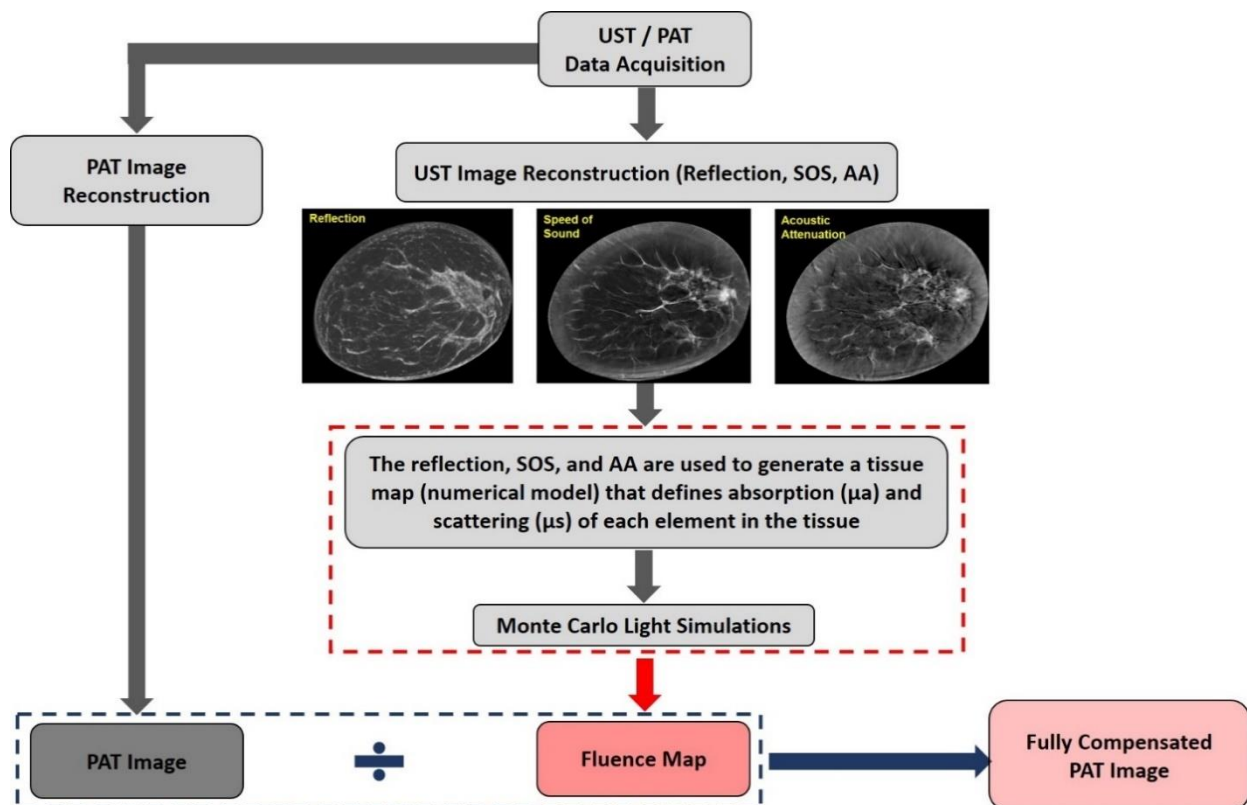 UST / PAT
Data Acquisition
PAT Image
Reconstruction
UST Image Reconstruction (Reflection, SOS, AA)
Reflection
Speed of
Sound
Acoustic
Attenuation
The reflection, SOS, and AA are used to generate a tissue
map (numerical model) that defines absorption (µa) and
scattering (µs) of each element in the tissue
Monte Carlo Light Simulations
PAT Image
÷
Fluence Map
Fully Compensated
PAT Image